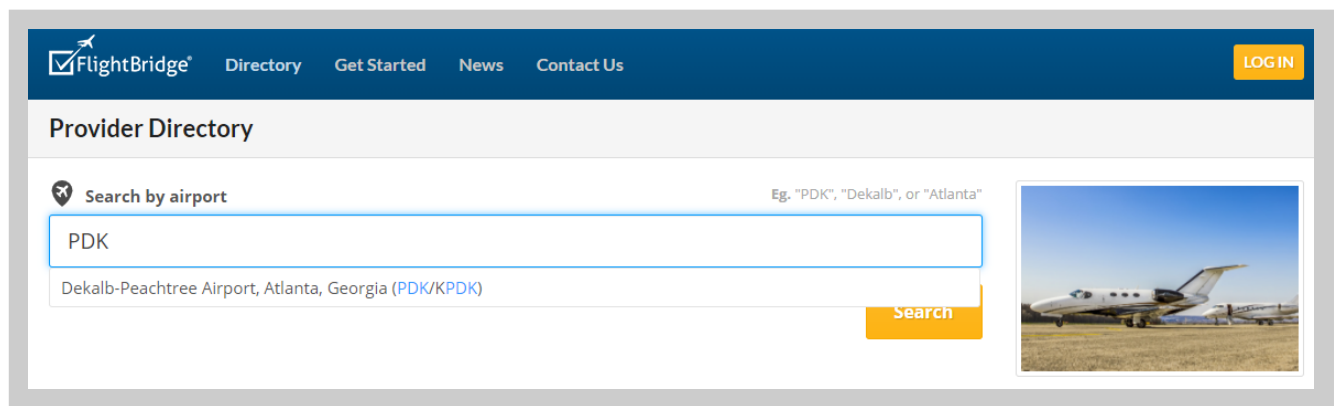 FlightBridge® Directory Get Started News Contact Us LOG IN
Provider Directory
Search by airport Eg. "PDK", "Dekalb", or "Atlanta"
PDK
Dekalb-Peachtree Airport, Atlanta, Georgia (PDK/KPDK)
Search